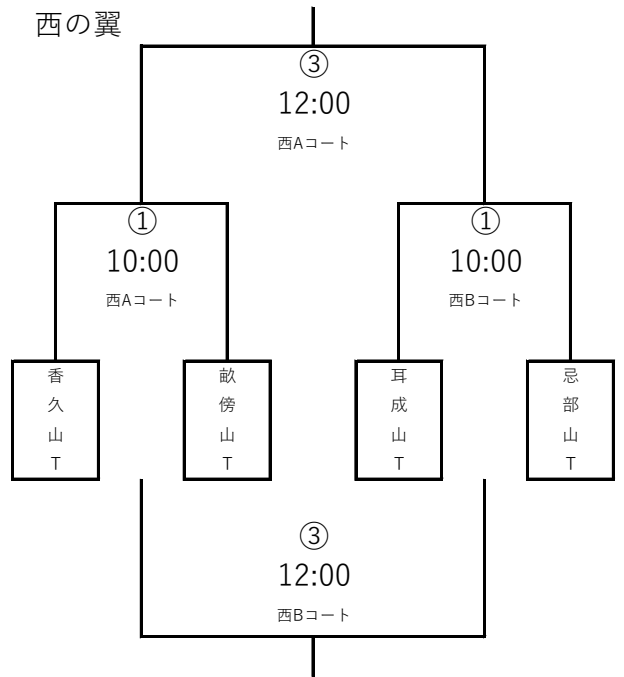 西の翼
③
12:00
西Aコート
①
10:00
西Aコート
①
10:00
西Bコート
香久山T
畝傍山T
耳成山T
忌部山T
③
12:00
西Bコート